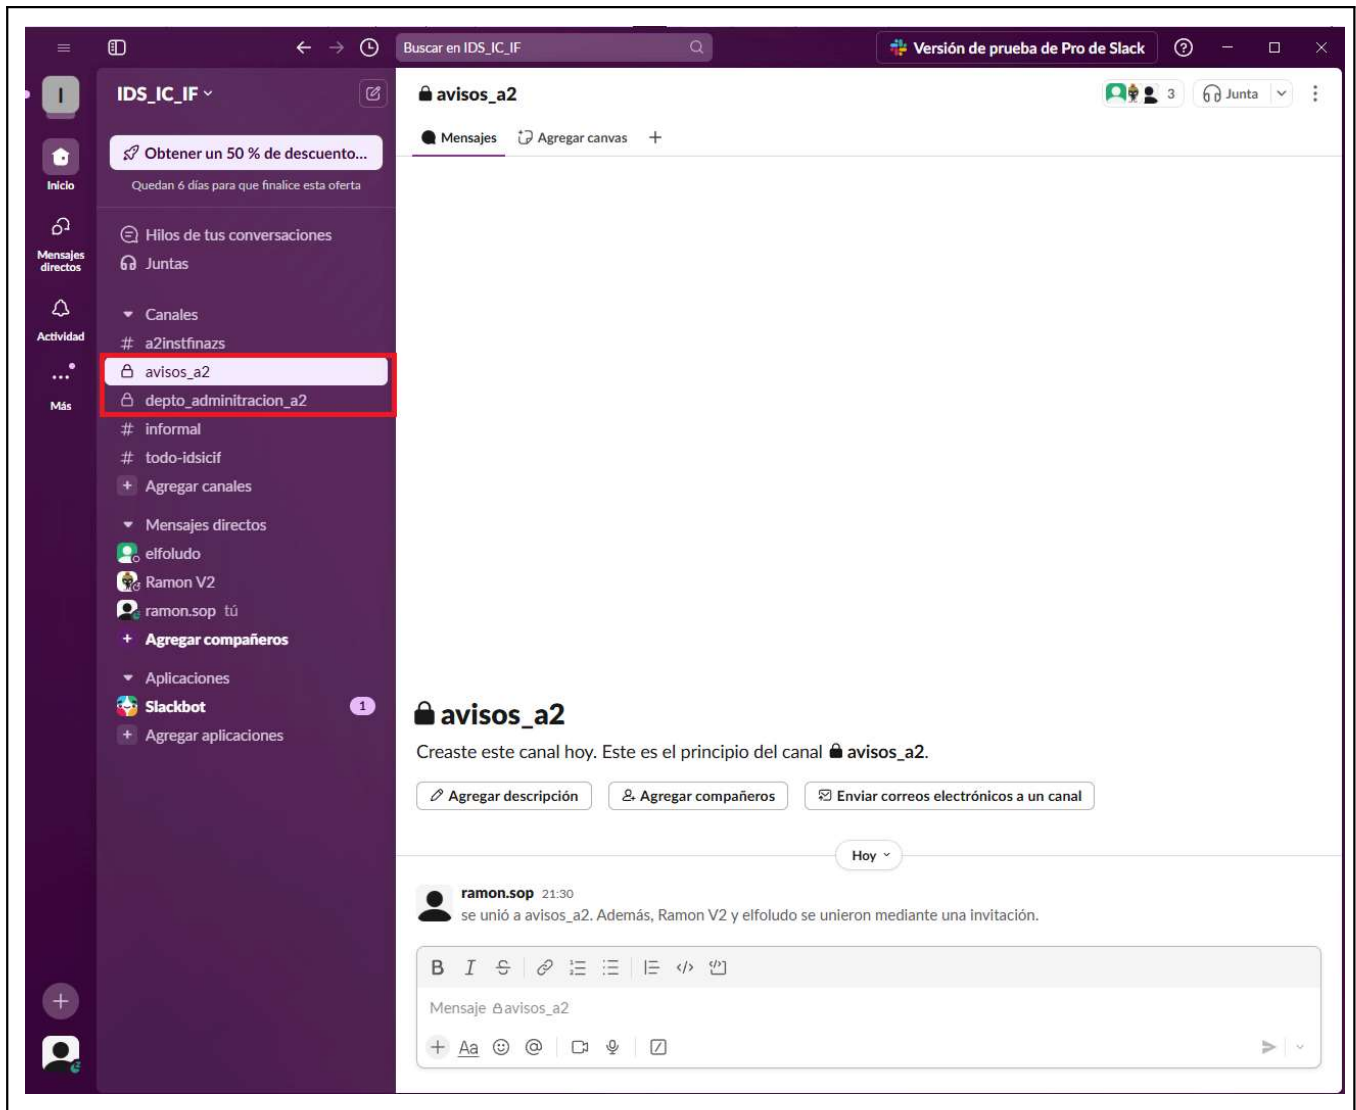 Buscar en IDS_IC_IF
Versión de prueba de Pro de Slack
I
IDS_IC_IF
avisos_a2
3
Junta
Mensajes
Agregar canvas
Obtener un 50 % de descuento...
Quedan 6 días para que finalice esta oferta
Inicio
Mensajes
directos
Actividad
Más
Hilos de tus conversaciones
Juntas
Canales
# a2instfinazs
avisos_a2
depto_adminitracion_a2
# informal
# todo-idsicif
+ Agregar canales
Mensajes directos
elfoludo
Ramon V2
ramon.sop tú
+ Agregar compañeros
Aplicaciones
Slackbot 1
+ Agregar aplicaciones
avisos_a2
Creaste este canal hoy. Este es el principio del canal avisos_a2.
Agregar descripción
Agregar compañeros
Enviar correos electrónicos a un canal
Hoy
ramon.sop 21:30
se unió a avisos_a2. Además, Ramon V2 y elfoludo se unieron mediante una invitación.
B I S
Mensaje avisos_a2
+ Aa @